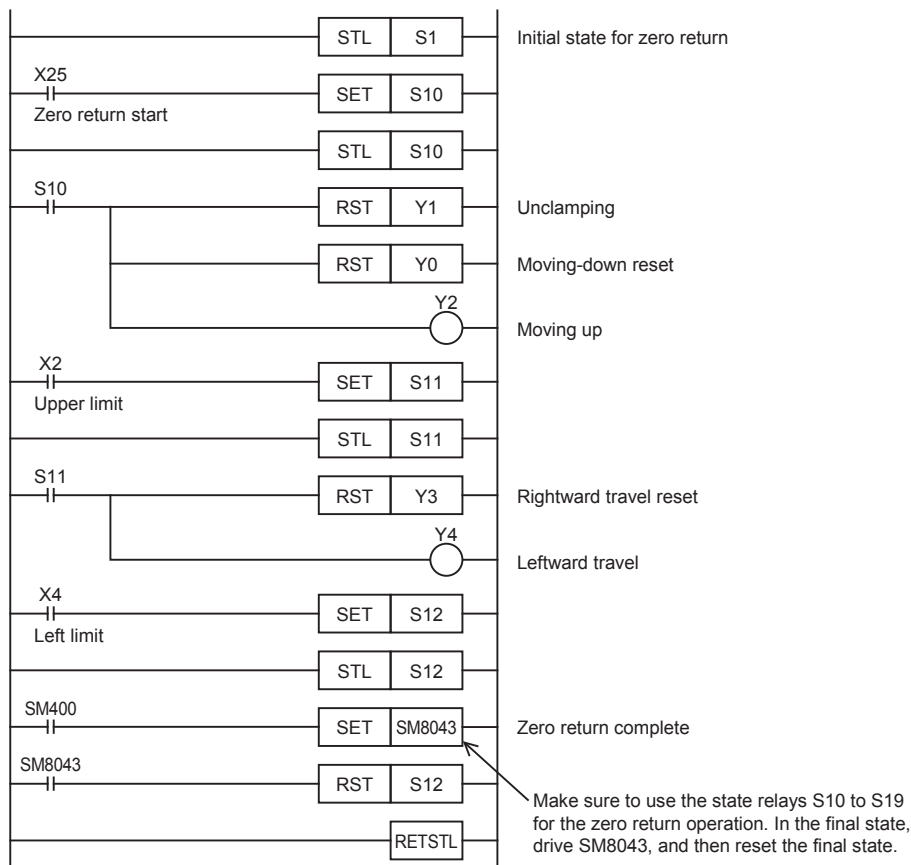 STL S1 Initial state for zero return
X25
SET S10
Zero return start
STL S10
S10
RST Y1 Unclamping
RST Y0 Moving-down reset
Y2
Moving up
X2
SET S11
Upper limit
STL S11
S11
RST Y3 Rightward travel reset
Y4
Leftward travel
X4
SET S12
Left limit
STL S12
SM400
SET SM8043 Zero return complete
SM8043
RST S12
Make sure to use the state relays S10 to S19
for the zero return operation. In the final state,
drive SM8043, and then reset the final state.
RETSTL